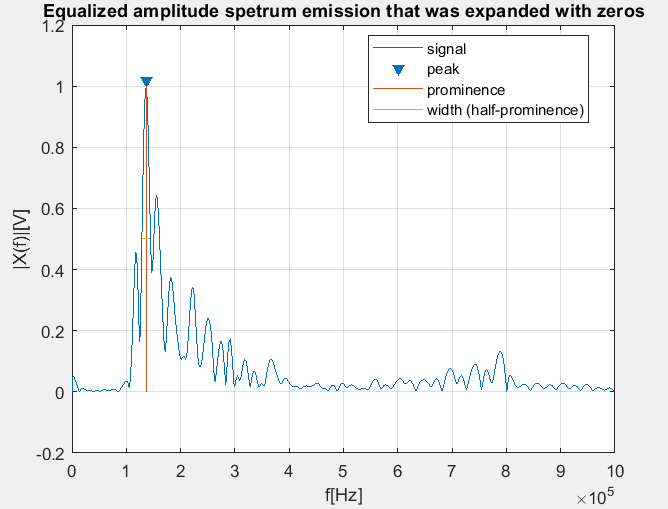 Equalized amplitude spetrum emission that was expanded with zeros
signal
peak
prominence
width (half-prominence)
|X(f)|[V]
1.2
1
0.8
0.6
0.4
0.2
0
-0.2
0 1 2 3 4 5 6 7 8 9 10
f[Hz]
×10^5